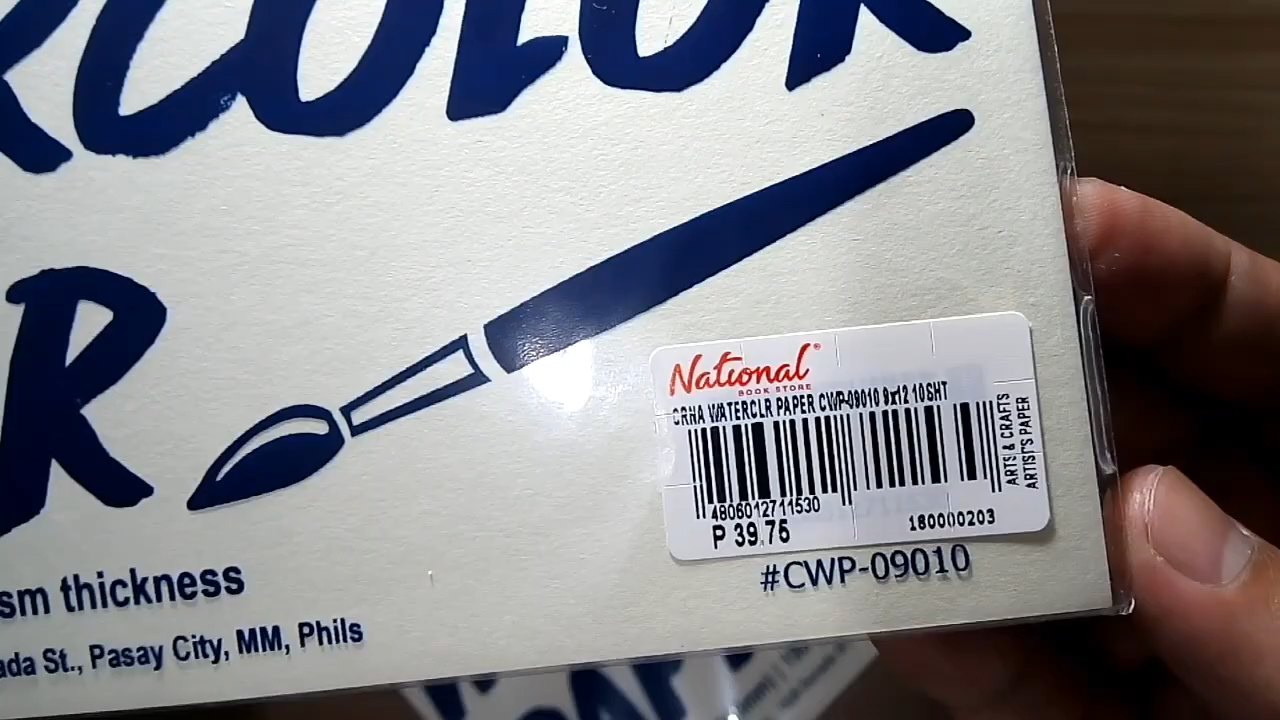 RCOLOR
R
sm thickness
ada St., Pasay City, MM, Phils
National
BOOK STORE
CRNA WATERCLR PAPER CWP-09010 9x12 10SHT
ARTS & CRAFTS
ARTIST'S PAPER
4806012711530
P 39.75
180000203
#CWP-09010